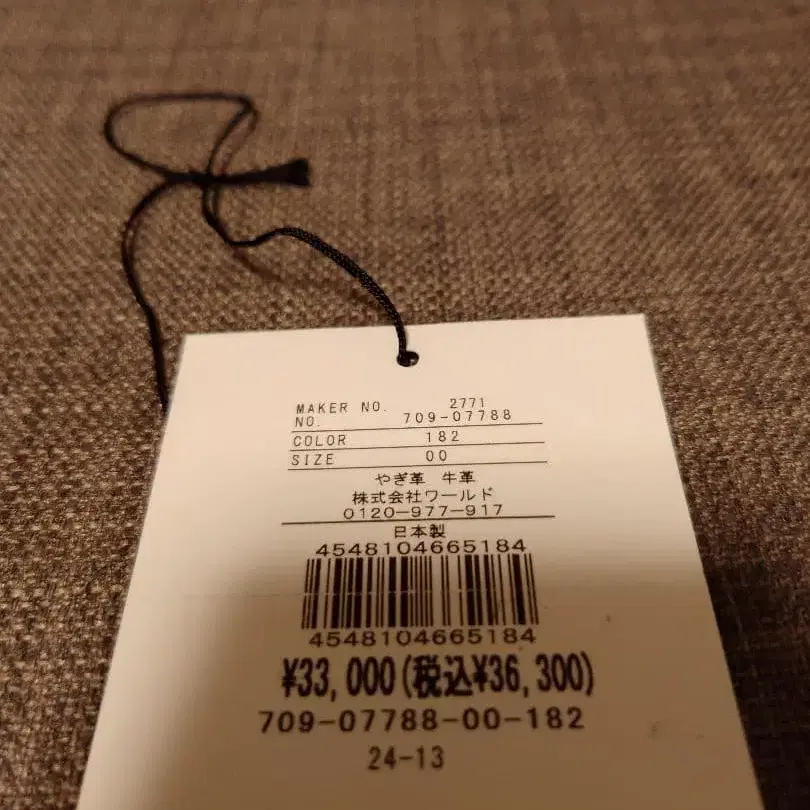 MAKER NO. 2771
NO. 709-07788
COLOR 182
SIZE 00
やぎ革 牛革
株式会社ワールド
0120-977-917
日本製
4548104665184
4548104665184
¥33,000(税込¥36,300)
709-07788-00-182
24-13